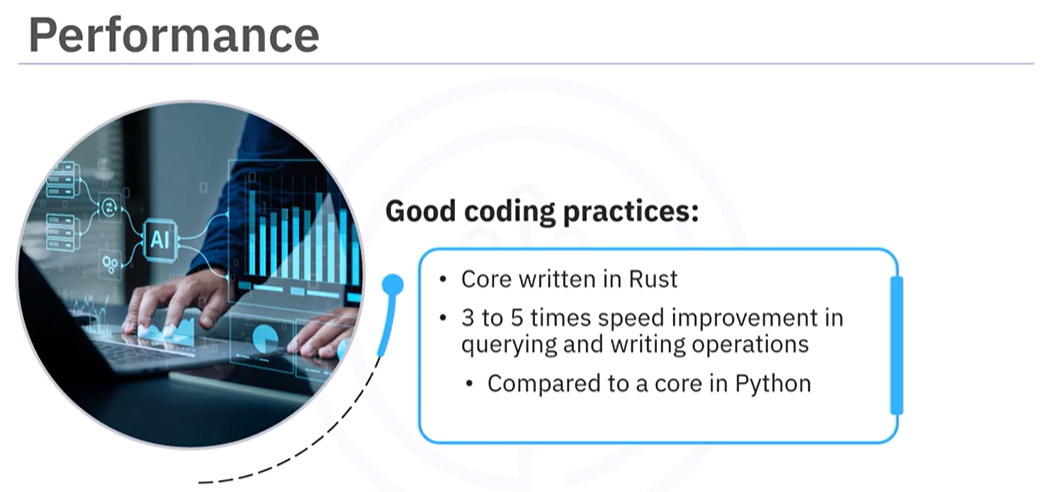 Performance
AI
Good coding practices:
• Core written in Rust
• 3 to 5 times speed improvement in
querying and writing operations
• Compared to a core in Python